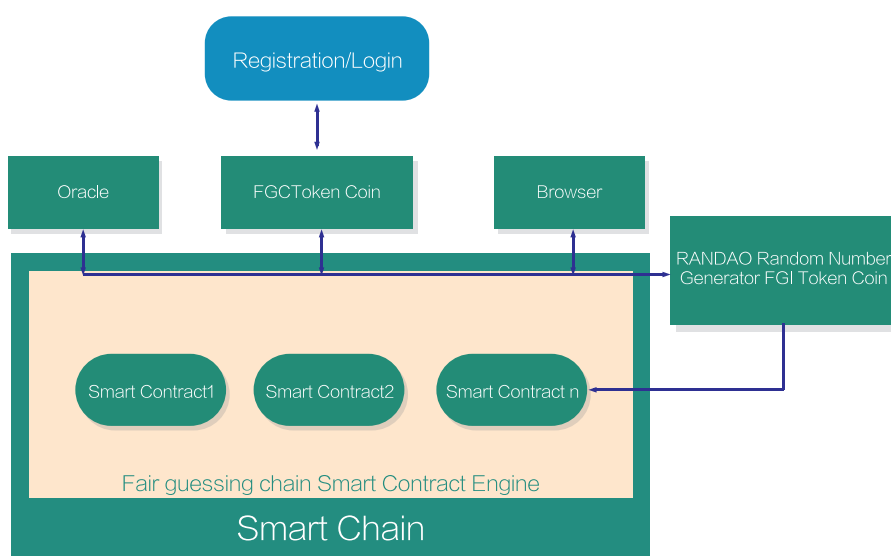 Registration/Login
Oracle
FGCToken Coin
Browser
RANDAO Random Number
Generator FGI Token Coin
Smart Contract1
Smart Contract2
Smart Contract n
Fair guessing chain Smart Contract Engine
Smart Chain